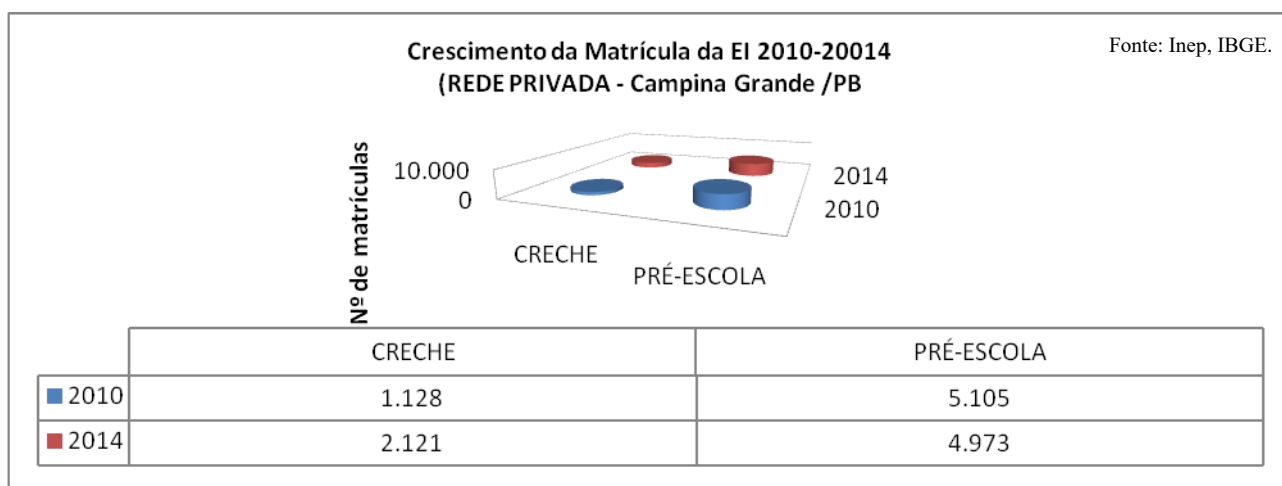 Crescimento da Matrícula da EI 2010-20014
(REDE PRIVADA - Campina Grande /PB
Fonte: Inep, IBGE.
Nº de matrículas
10.000
0
2014
2010
CRECHE
PRÉ-ESCOLA
CRECHE PRÉ-ESCOLA
2010 1.128 5.105
2014 2.121 4.973